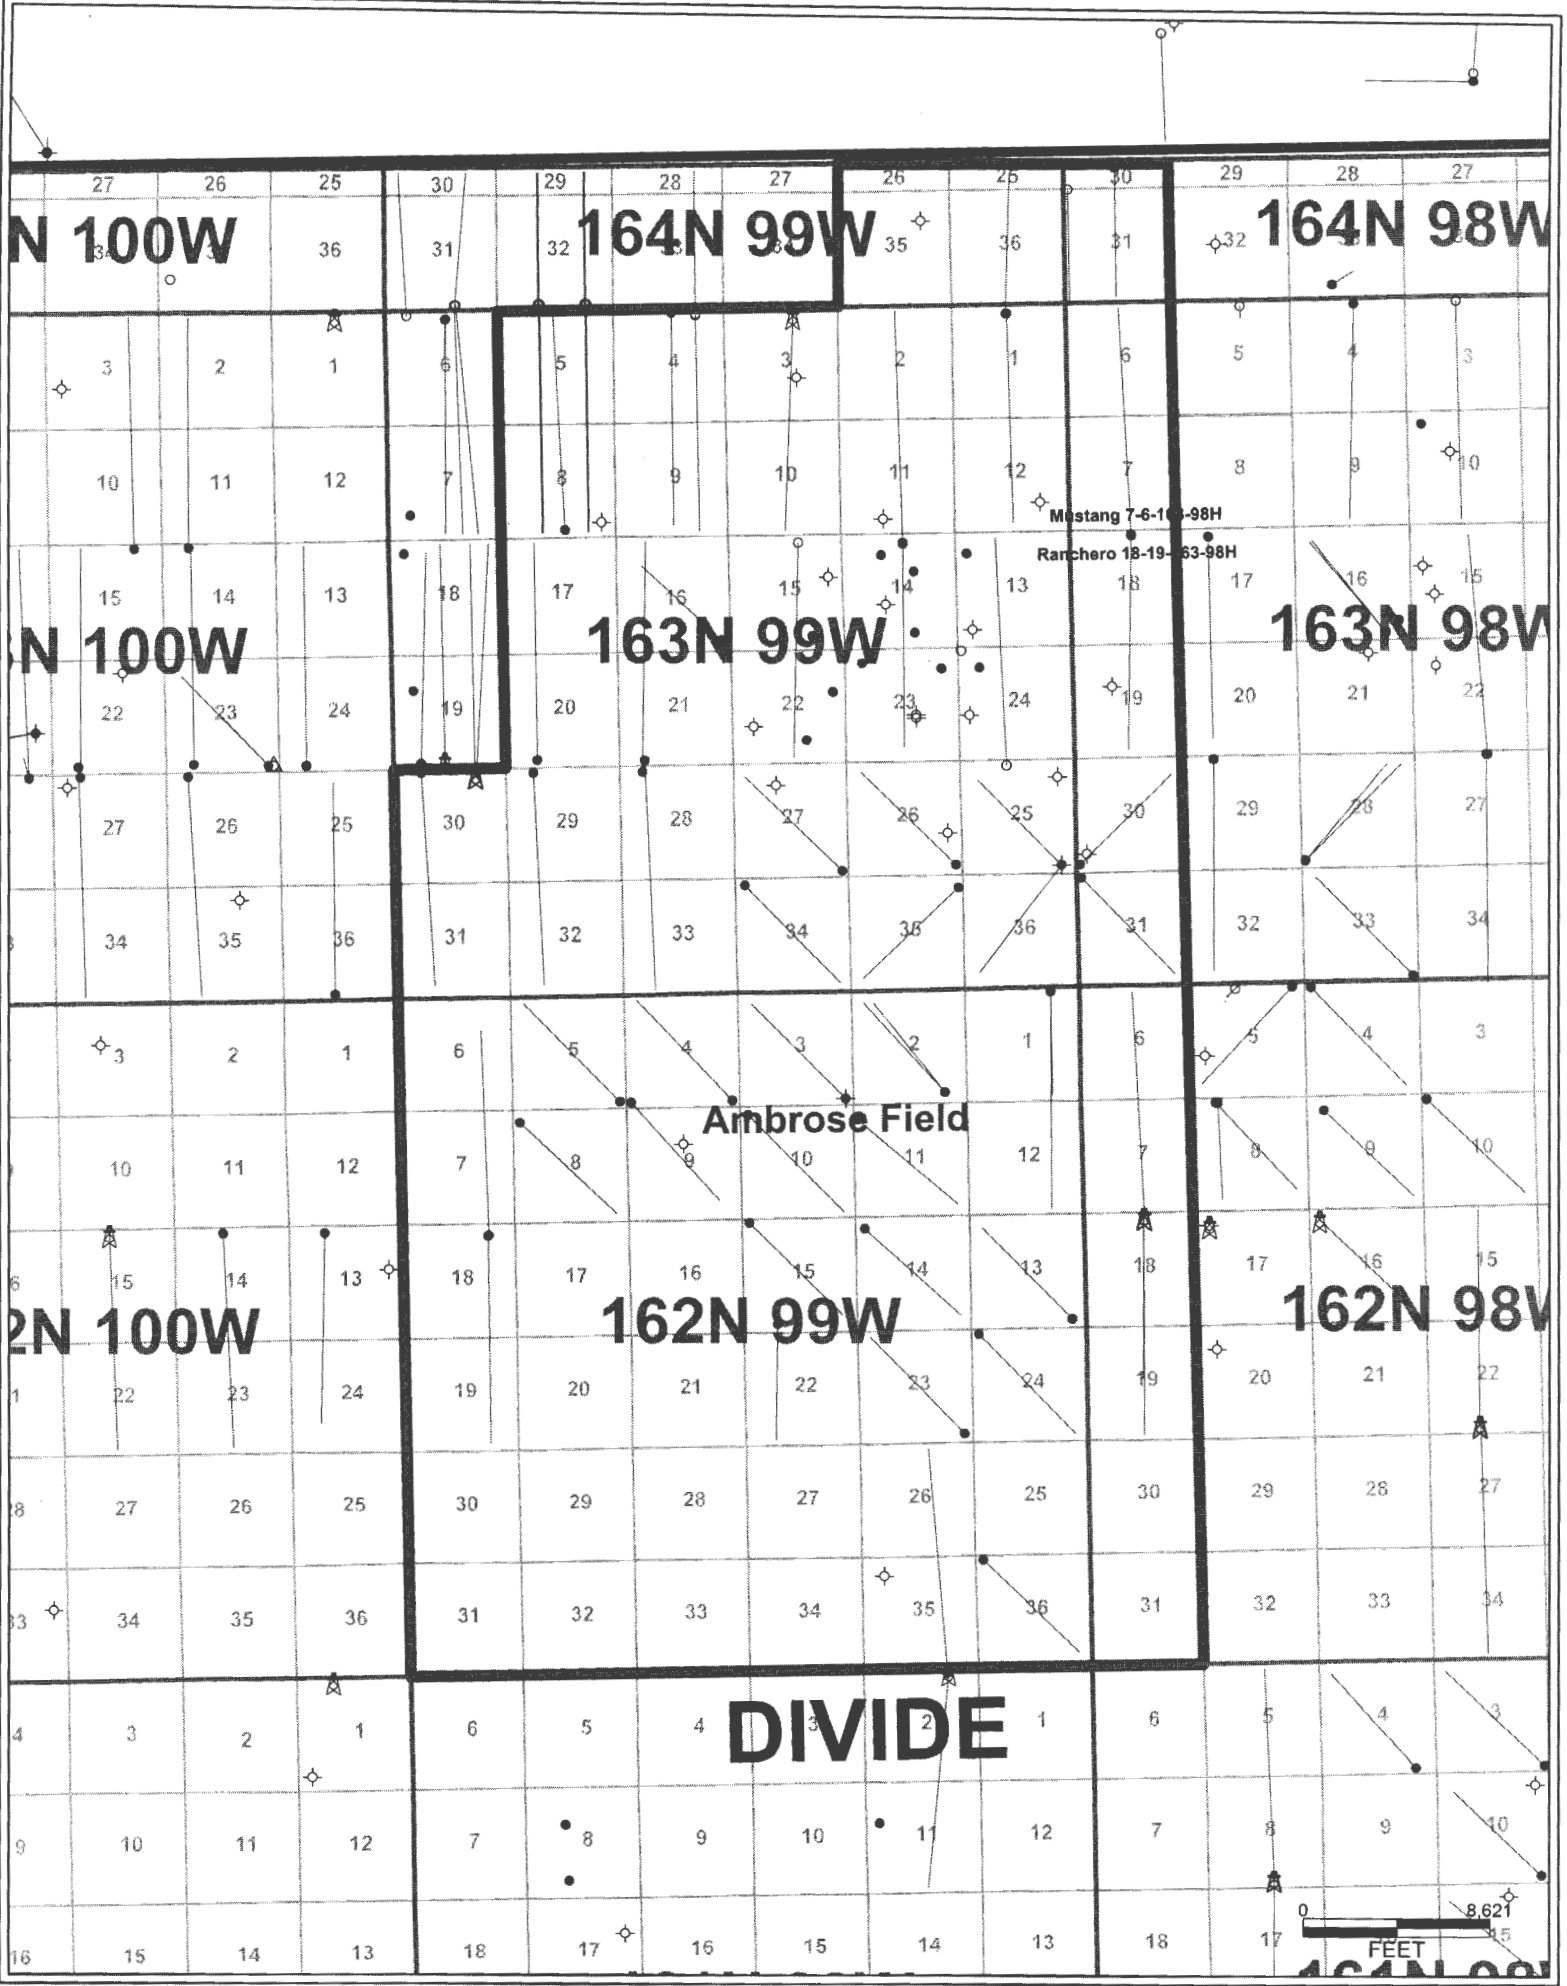 27 26 25 30 29 28 27 26 25 30 29 28 27
N 100W 164N 99W 164N 98W
34 36 31 32 35 36 31 32
3 2 1 6 5 4 3 2 1 6 5 4 3
10 11 12 7 8 9 10 11 12 7 8 9 10
Mustang 7-6-163-98H
Ranchero 18-19-163-98H
15 14 13 18 17 16 15 14 13 18 17 16 15
N 100W 163N 99W 163N 98W
22 23 24 19 20 21 22 23 24 19 20 21 22
27 26 25 30 29 28 27 26 25 30 29 28 27
34 35 36 31 32 33 34 35 36 31 32 33 34
3 2 1 6 5 4 3 2 1 6 5 4 3
Ambrose Field
10 11 12 7 8 9 10 11 12 7 8 9 10
15 14 13 18 17 16 15 14 13 18 17 16 15
2N 100W 162N 99W 162N 98W
22 23 24 19 20 21 22 23 24 19 20 21 22
28 27 26 25 30 29 28 27 26 25 30 29 28 27
33 34 35 36 31 32 33 34 35 36 31 32 33 34
DIVIDE
4 3 2 1 6 5 4 3 2 1 6 5 4 3
9 10 11 12 7 8 9 10 11 12 7 8 9 10
0 8,621
FEET
16 15 14 13 18 17 16 15 14 13 18 17 15
161N 98W